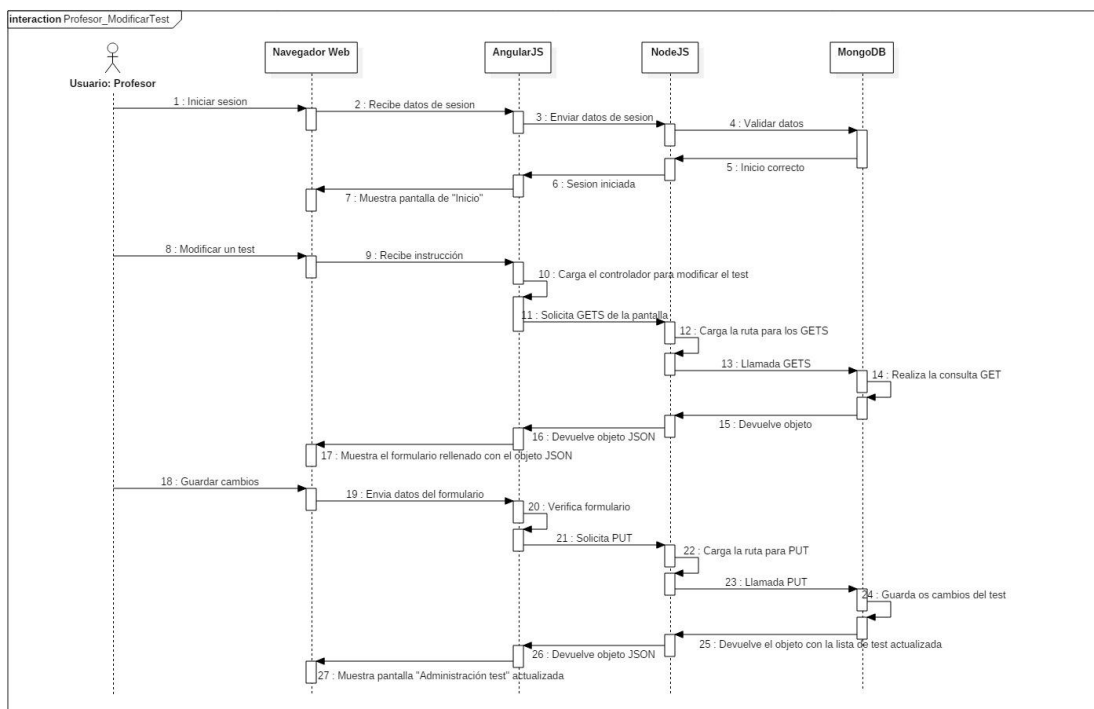 interaction Profesor_ModificarTest
Usuario: Profesor
Navegador Web
AngularJS
NodeJS
MongoDB
1 : Iniciar sesion
2 : Recibe datos de sesion
3 : Enviar datos de sesion
4 : Validar datos
5 : Inicio correcto
6 : Sesion iniciada
7 : Muestra pantalla de "Inicio"
8 : Modificar un test
9 : Recibe instrucción
10 : Carga el controlador para modificar el test
11 : Solicita GETS de la pantalla
12 : Carga la ruta para los GETS
13 : Llamada GETS
14 : Realiza la consulta GET
15 : Devuelve objeto
16 : Devuelve objeto JSON
17 : Muestra el formulario rellenado con el objeto JSON
18 : Guardar cambios
19 : Envia datos del formulario
20 : Verifica formulario
21 : Solicita PUT
22 : Carga la ruta para PUT
23 : Llamada PUT
24 : Guarda os cambios del test
25 : Devuelve el objeto con la lista de test actualizada
26 : Devuelve objeto JSON
27 : Muestra pantalla "Administración test" actualizada